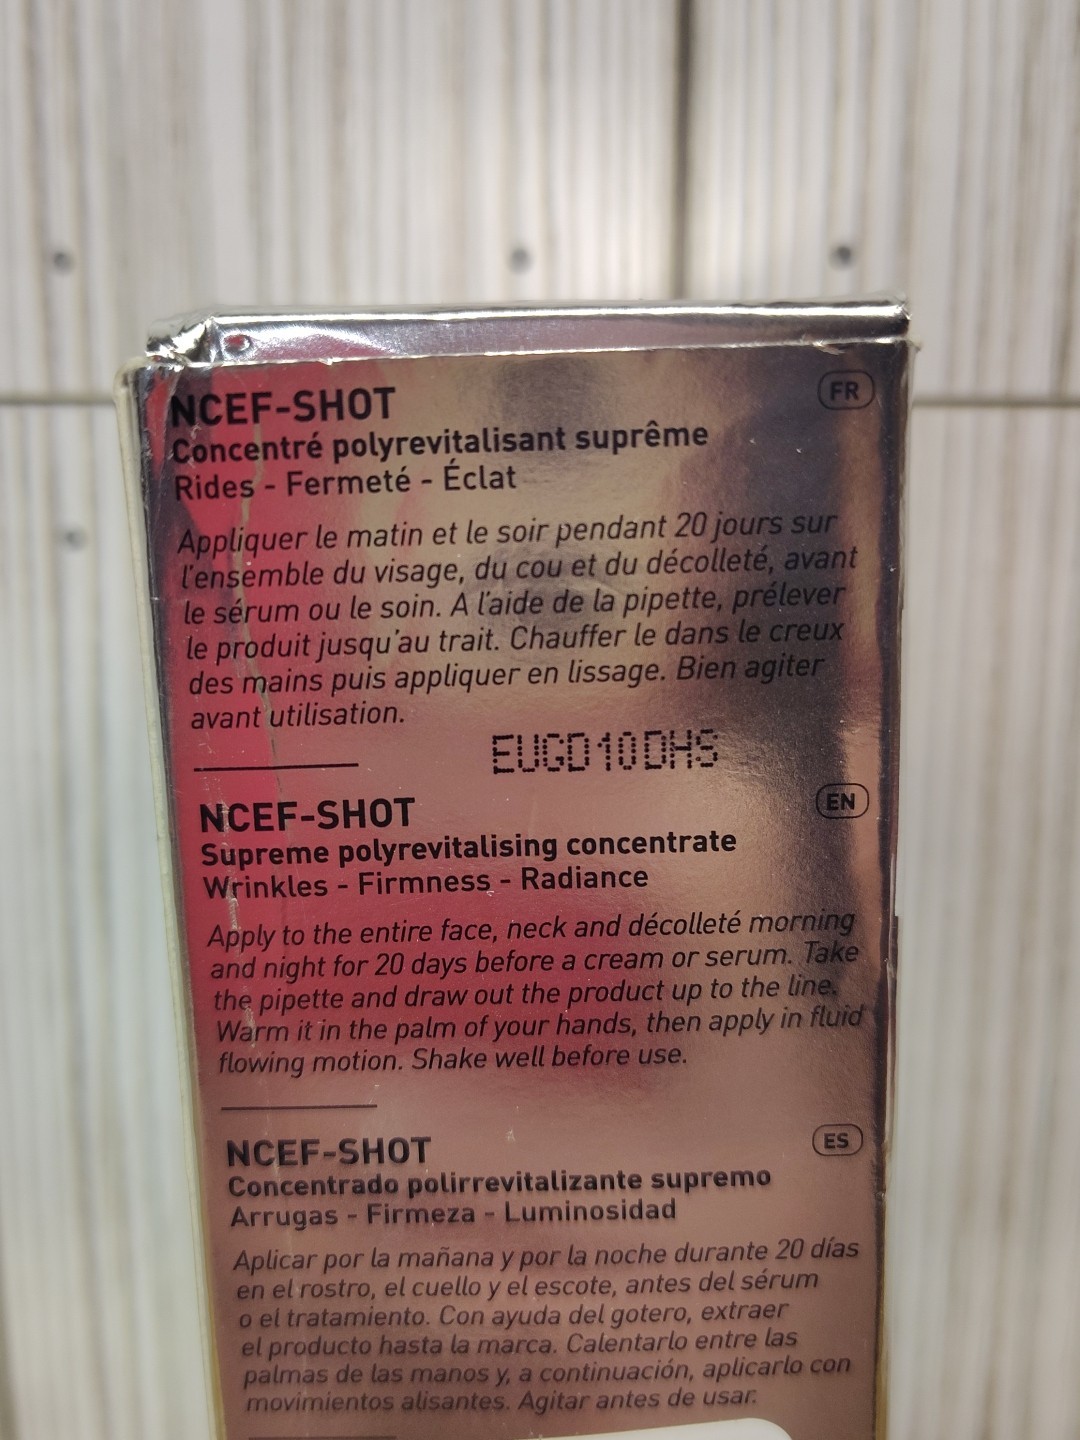 NCEF-SHOT
FR
Concentré polyrevitalisant suprême
Rides - Fermeté - Éclat
Appliquer le matin et le soir pendant 20 jours sur
l'ensemble du visage, du cou et du décolleté, avant
le sérum ou le soin. A l'aide de la pipette, prélever
le produit jusqu'au trait. Chauffer le dans le creux
des mains puis appliquer en lissage. Bien agiter
avant utilisation.
EUGD10DHS
NCEF-SHOT
EN
Supreme polyrevitalising concentrate
Wrinkles - Firmness - Radiance
Apply to the entire face, neck and décolleté morning
and night for 20 days before a cream or serum. Take
the pipette and draw out the product up to the line.
Warm it in the palm of your hands, then apply in fluid
flowing motion. Shake well before use.
NCEF-SHOT
ES
Concentrado polirrevitalizante supremo
Arrugas - Firmeza - Luminosidad
Aplicar por la mañana y por la noche durante 20 días
en el rostro, el cuello y el escote, antes del sérum
o el tratamiento. Con ayuda del gotero, extraer
el producto hasta la marca. Calentarlo entre las
palmas de las manos y, a continuación, aplicarlo con
movimientos alisantes. Agitar antes de usar.